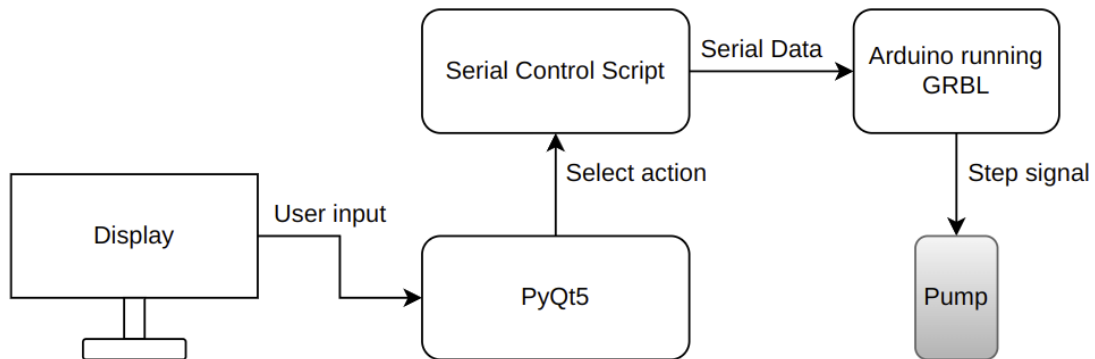 Serial Control Script
Serial Data
Arduino running
GRBL
Select action
Step signal
Display
User input
PyQt5
Pump